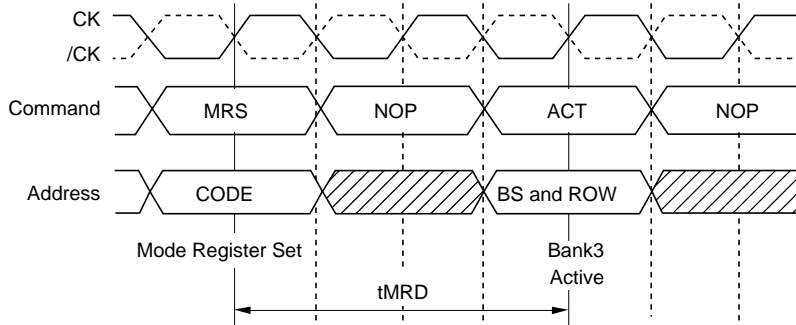 CK
/CK
Command MRS NOP ACT NOP
Address CODE BS and ROW
Mode Register Set Bank3
Active
tMRD